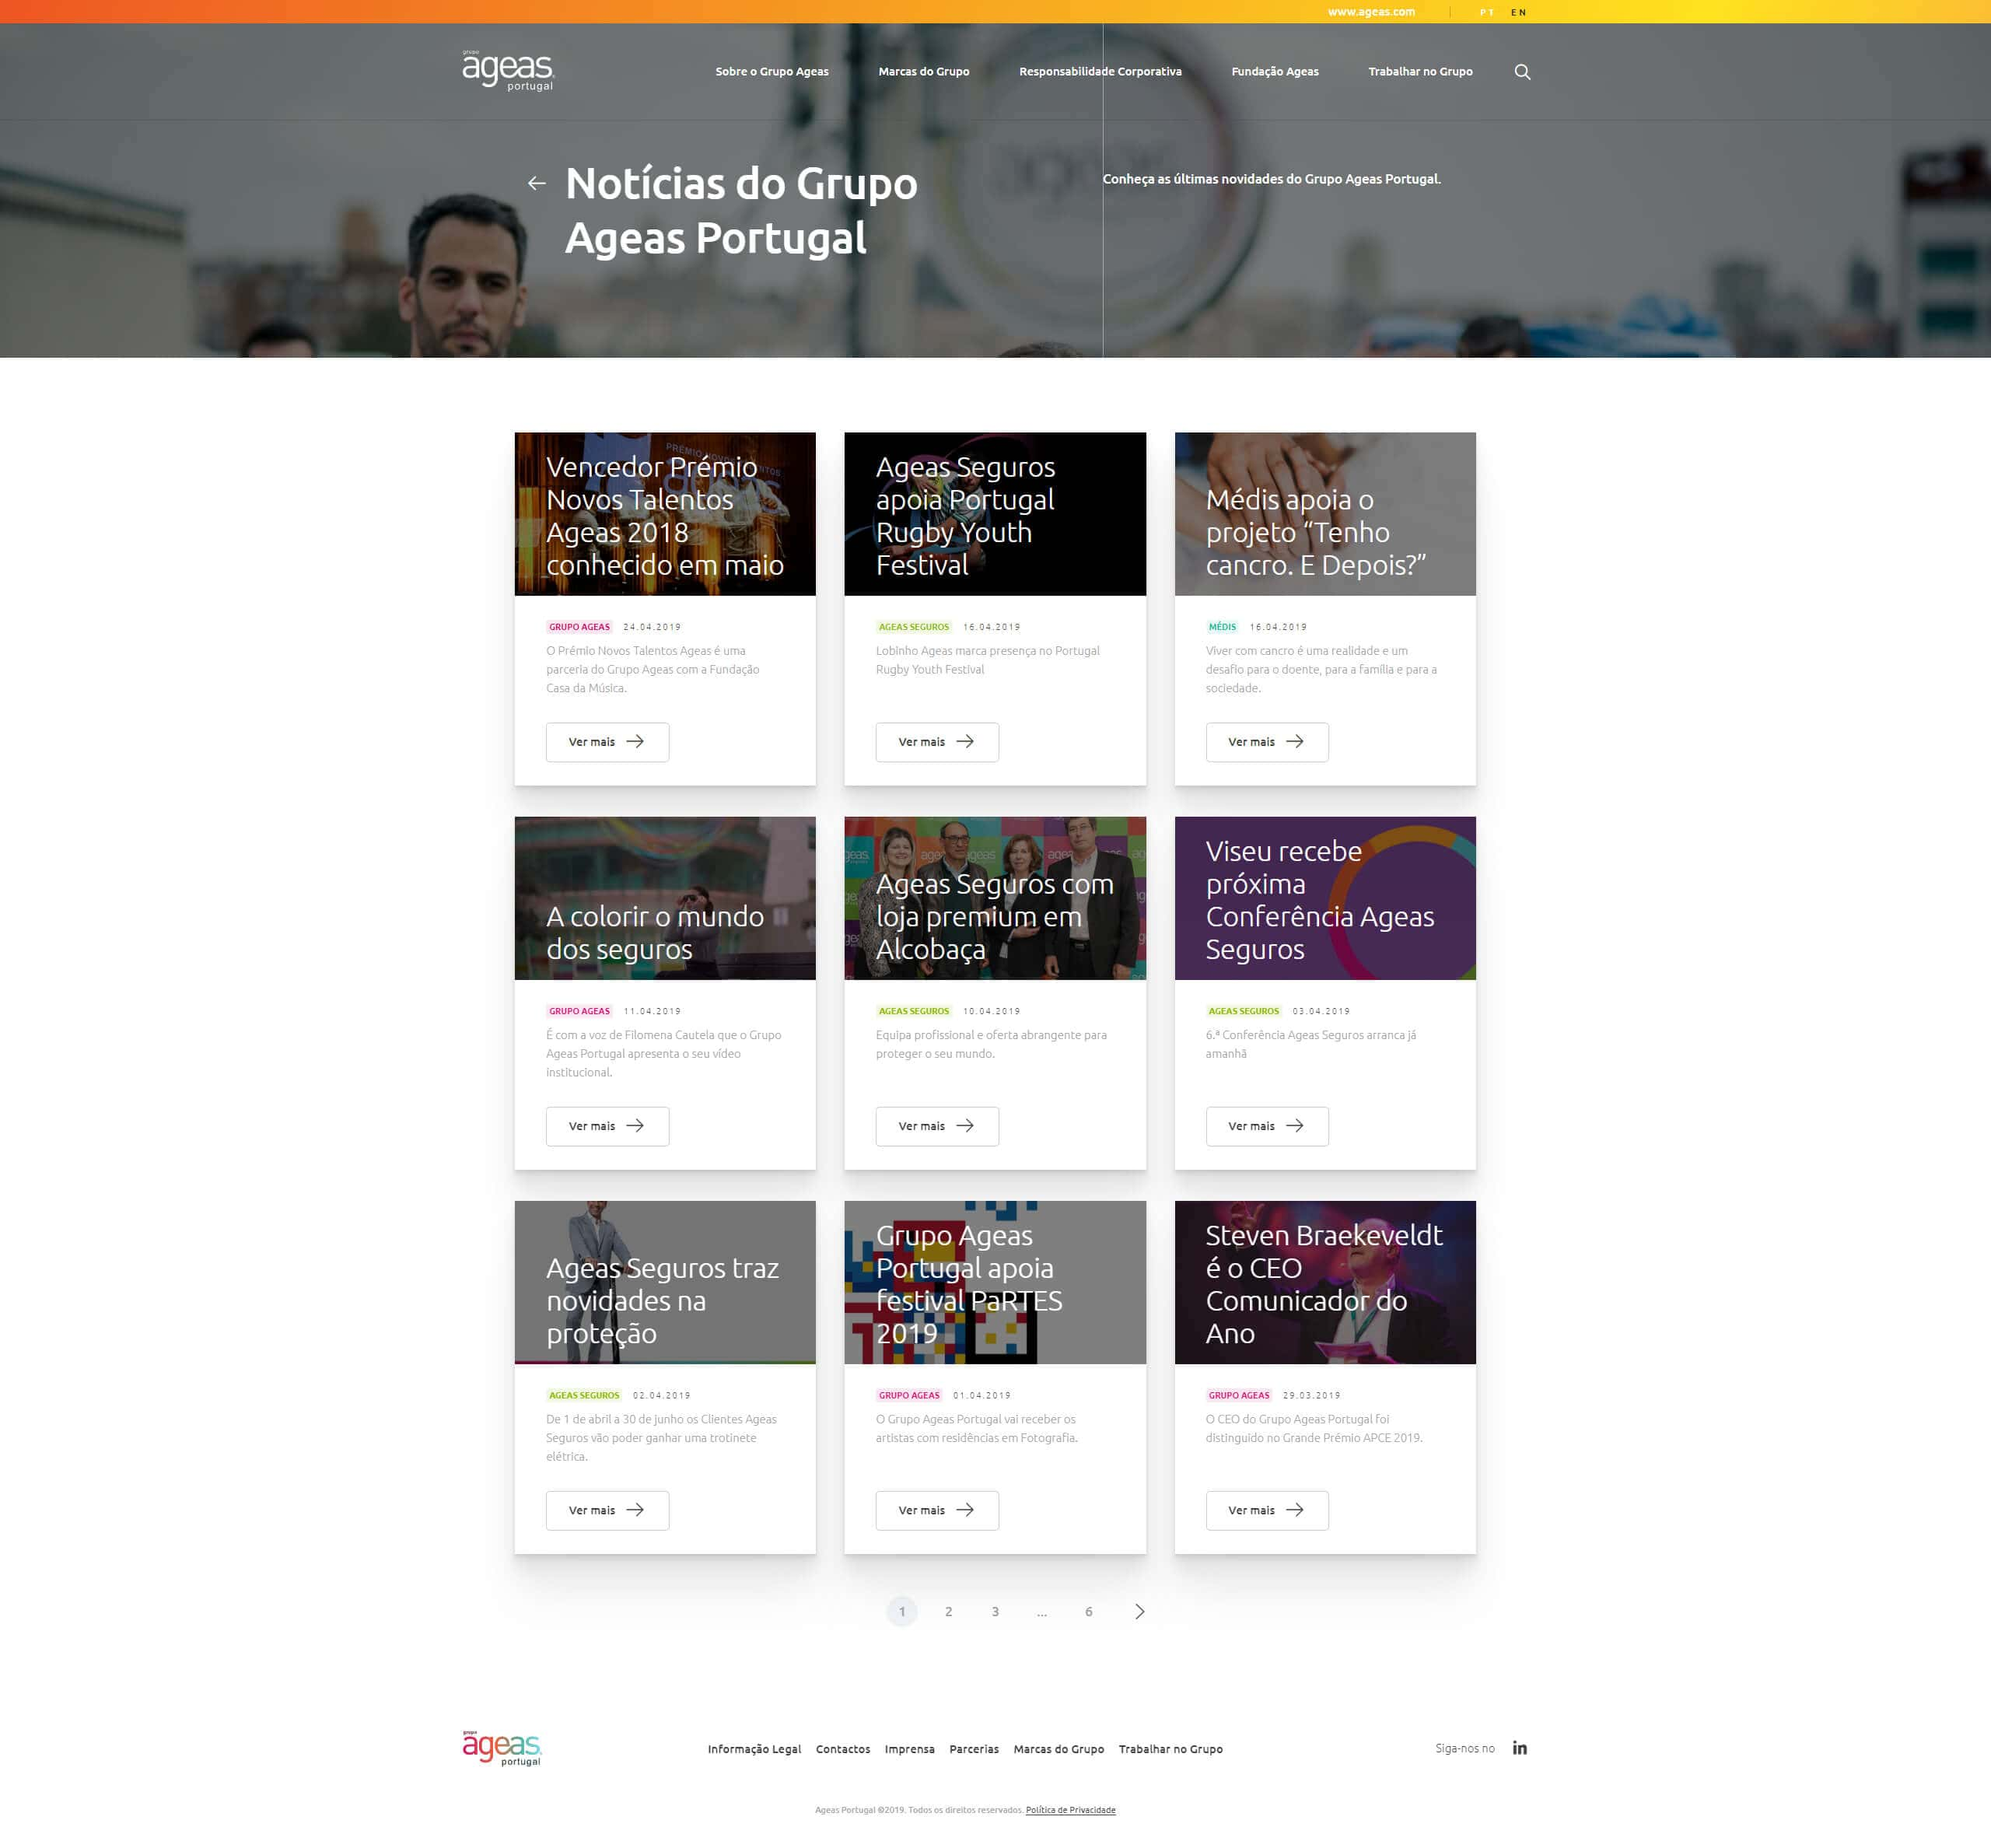 www.ageas.com
PT EN
grupo
ageas
portugal
Sobre o Grupo Ageas
Marcas do Grupo
Responsabilidade Corporativa
Fundação Ageas
Trabalhar no Grupo
Notícias do Grupo
Ageas Portugal
Conheça as últimas novidades do Grupo Ageas Portugal.
Vencedor Prémio
Novos Talentos
Ageas 2018
conhecido em maio
GRUPO AGEAS 24.04.2019
O Prémio Novos Talentos Ageas é uma
parceria do Grupo Ageas com a Fundação
Casa da Música.
Ver mais
Ageas Seguros
apoia Portugal
Rugby Youth
Festival
AGEAS SEGUROS 16.04.2019
Lobinho Ageas marca presença no Portugal
Rugby Youth Festival
Ver mais
Médis apoia o
projeto “Tenho
cancro. E Depois?”
MÉDIS 16.04.2019
Viver com cancro é uma realidade e um
desafio para o doente, para a família e para a
sociedade.
Ver mais
A colorir o mundo
dos seguros
GRUPO AGEAS 11.04.2019
É com a voz de Filomena Cautela que o Grupo
Ageas Portugal apresenta o seu vídeo
institucional.
Ver mais
Ageas Seguros com
loja premium em
Alcobaça
AGEAS SEGUROS 10.04.2019
Equipa profissional e oferta abrangente para
proteger o seu mundo.
Ver mais
Viseu recebe
próxima
Conferência Ageas
Seguros
AGEAS SEGUROS 03.04.2019
6.ª Conferência Ageas Seguros arranca já
amanhã
Ver mais
Ageas Seguros traz
novidades na
proteção
AGEAS SEGUROS 02.04.2019
De 1 de abril a 30 de junho os Clientes Ageas
Seguros vão poder ganhar uma trotinete
elétrica.
Ver mais
Grupo Ageas
Portugal apoia
festival PaRTES
2019
GRUPO AGEAS 01.04.2019
O Grupo Ageas Portugal vai receber os
artistas com residências em Fotografia.
Ver mais
Steven Braekeveldt
é o CEO
Comunicador do
Ano
GRUPO AGEAS 29.03.2019
O CEO do Grupo Ageas Portugal foi
distinguido no Grande Prémio APCE 2019.
Ver mais
1 2 3 ... 6
grupo
ageas
portugal
Informação Legal Contactos Imprensa Parcerias Marcas do Grupo Trabalhar no Grupo
Siga-nos no in
Ageas Portugal ©2019. Todos os direitos reservados. Política de Privacidade